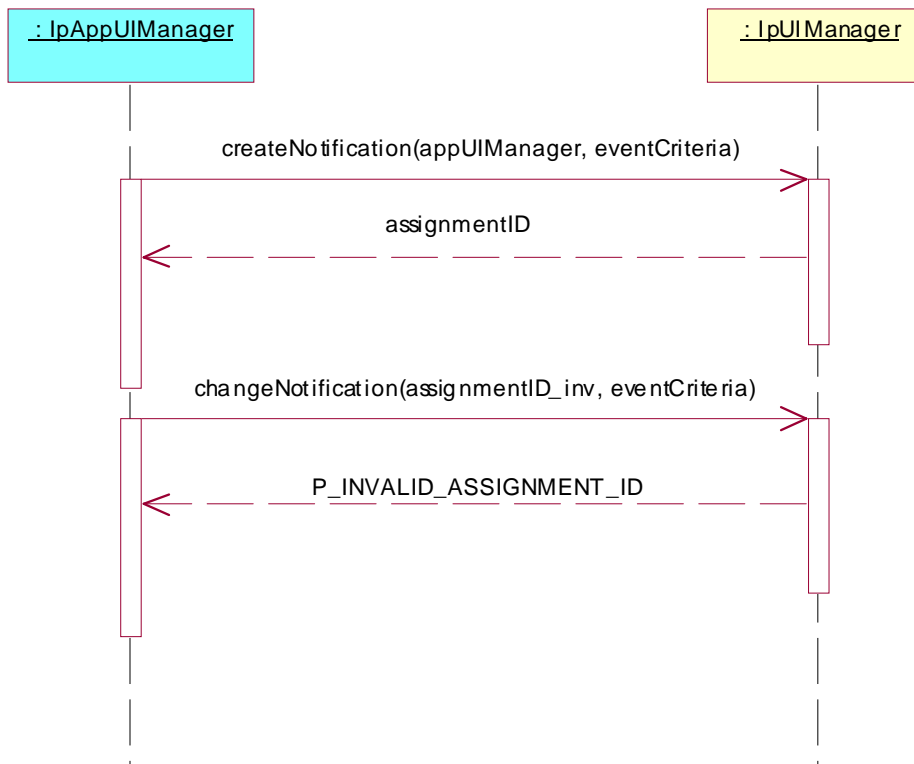 : IpAppUIManager
: IpUIManager
createNotification(appUIManager, eventCriteria)
assignmentID
changeNotification(assignmentID_inv, eventCriteria)
P_INVALID_ASSIGNMENT_ID